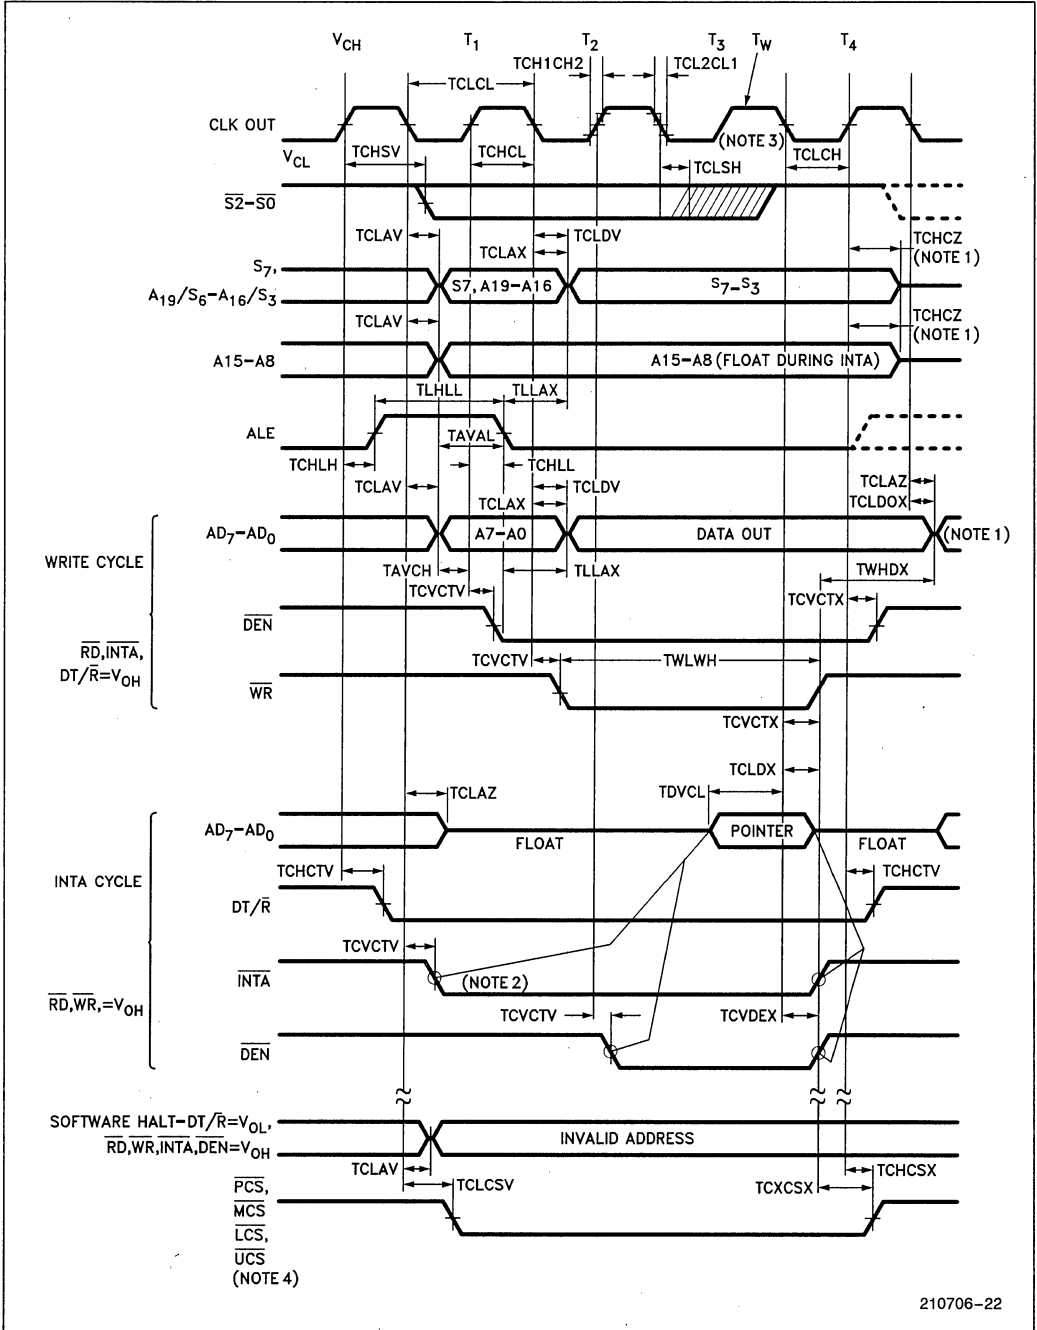 VCH T1 T2 T3 TW T4
TCH1CH2 TCL2CL1
TCLCL
CLK OUT
(NOTE 3)
VCL TCHSV TCHCL TCLSH TCLCH
S2-S0
TCLAV TCLDV
TCLAX
TCHCZ
(NOTE 1)
S7,
A19/S6-A16/S3
S7, A19-A16 S7-S3
TCLAV
TCHCZ
(NOTE 1)
A15-A8 A15-A8 (FLOAT DURING INTA)
TLHLL TLLAX
ALE
TAVAL
TCHLH TCHLL
TCLAV TCLDV TCLAZ
TCLAX TCLDOX
AD7-AD0 A7-A0 DATA OUT (NOTE 1)
WRITE CYCLE
TAVCH TLLAX TWHDX
TCVCTV TCVCTX
DEN
RD, INTA,
DT/R=VOH
TCVCTV TWLWH
WR
TCVCTX
TCLDX
TCLAZ TDVCL
AD7-AD0 FLOAT POINTER FLOAT
INTA CYCLE
TCHCTV TCHCTV
DT/R
TCVCTV
INTA (NOTE 2)
RD, WR,=VOH
TCVCTV TCVDEX
DEN
SOFTWARE HALT-DT/R=VOL,
RD,WR,INTA,DEN=VOH
INVALID ADDRESS
TCLAV TCHCSX
TCLCSV TCXCSX
PCS,
MCS
LCS,
UCS
(NOTE 4)
210706-22